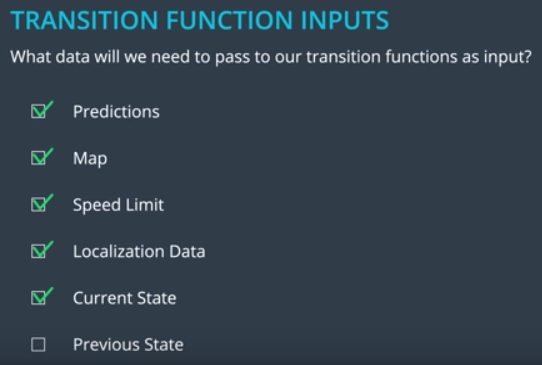 TRANSITION FUNCTION INPUTS
What data will we need to pass to our transition functions as input?
Predictions
Map
Speed Limit
Localization Data
Current State
Previous State